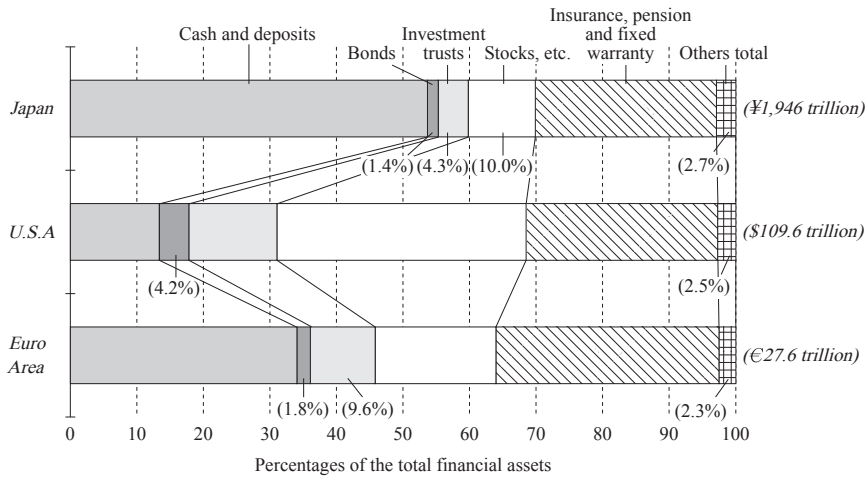 Insurance, pension
and fixed
warranty
Cash and deposits
Investment
trusts
Bonds
Stocks, etc.
Others total
Japan
(¥1,946 trillion)
(1.4%) (4.3%) (10.0%) (2.7%)
U.S.A
($109.6 trillion)
(4.2%) (2.5%)
Euro
Area
(€27.6 trillion)
(1.8%) (9.6%) (2.3%)
0 10 20 30 40 50 60 70 80 90 100
Percentages of the total financial assets